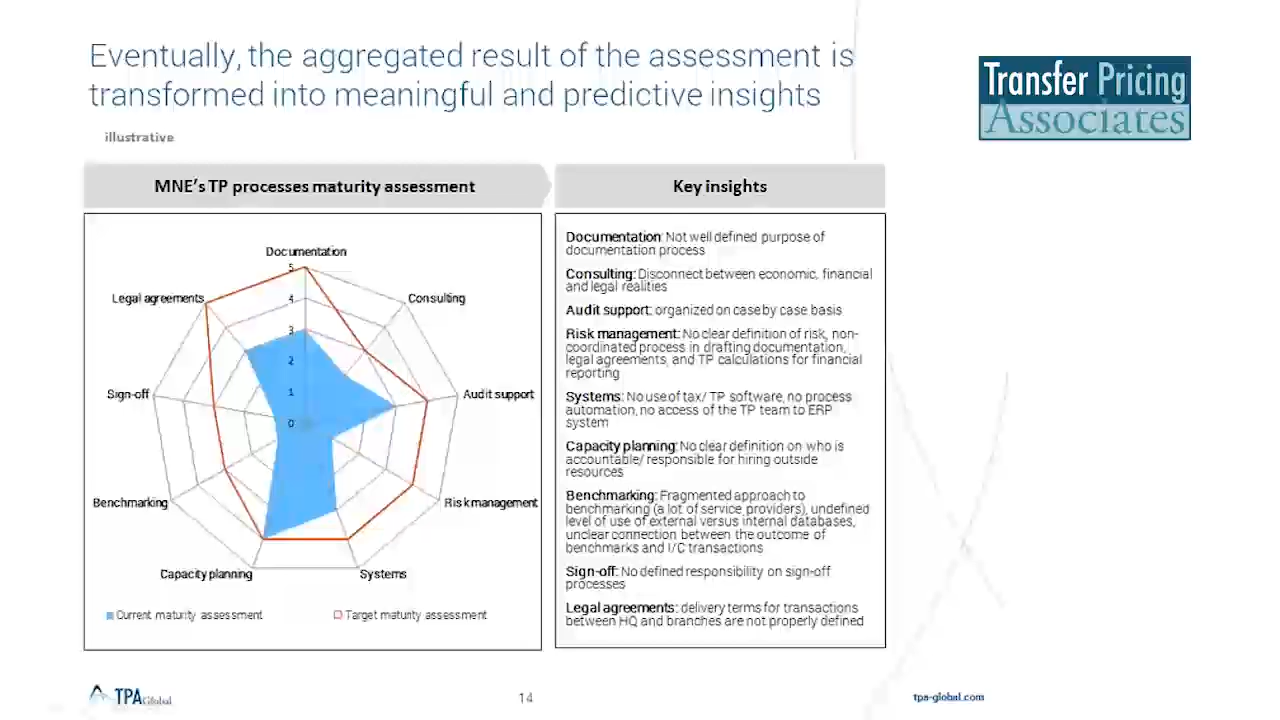 Eventually, the aggregated result of the assessment is
transformed into meaningful and predictive insights
illustrative
Transfer Pricing
Associates
MNE's TP processes maturity assessment
Key insights
Documentation
5
4
3
2
1
0
Consulting
Audit support
Risk management
Systems
Capacity planning
Benchmarking
Sign-off
Legal agreements
Current maturity assessment
Target maturity assessment
Documentation: Not well defined purpose of
documentation process
Consulting: Disconnect between economic, financial
and legal realities
Audit support: organized on case by case basis
Risk management: No clear definition of risk, non-
coordinated process in drafting documentation,
legal agreements, and TP calculations for financial
reporting
Systems: No use of tax/ TP software, no process
automation, no access of the TP team to ERP
system
Capacity planning: No clear definition on who is
accountable/ responsible for hiring outside
resources
Benchmarking: Fragmented approach to
benchmarking (a lot of service providers), undefined
level of use of external versus internal databases,
unclear connection between the outcome of
benchmarks and I/C transactions
Sign-off: No defined responsibility on sign-off
processes
Legal agreements: delivery terms for transactions
between HQ and branches are not properly defined
TPA Global
14
tpa-global.com